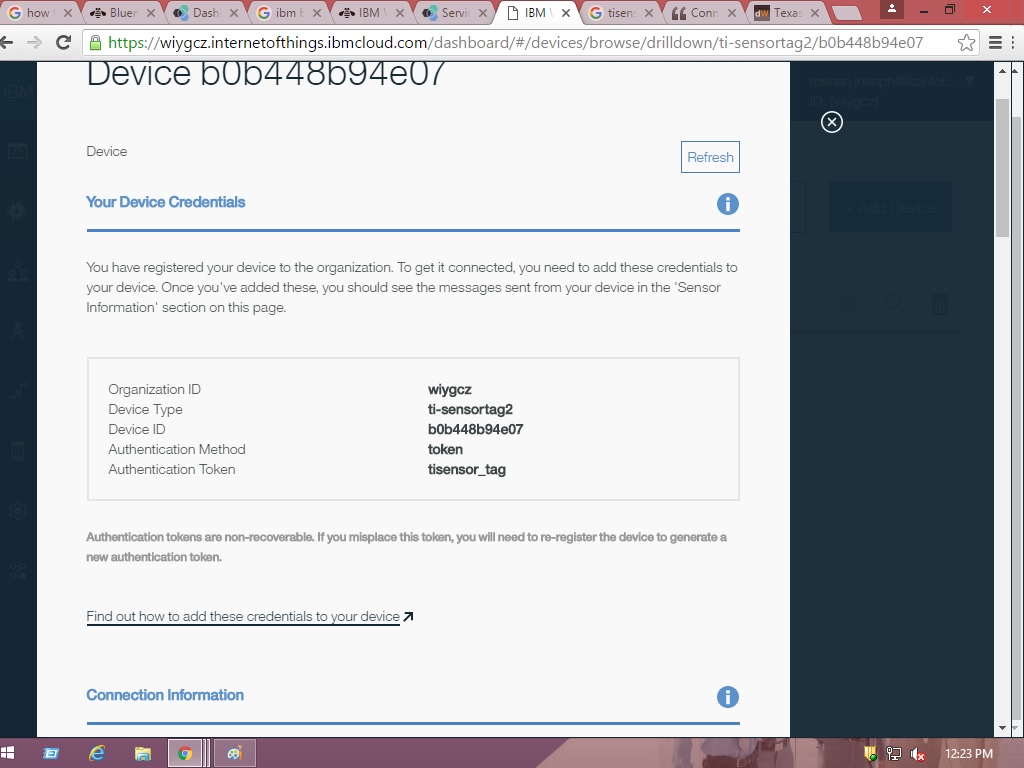 how
Bluem
Dash
ibm b
IBM W
Servic
IBM W
tisens
Conn
Texas
https://wiygcz.internetofthings.ibmcloud.com/dashboard/#/devices/browse/drilldown/ti-sensortag2/b0b448b94e07
Device b0b448b94e07
IBM
+ Add Device
Device
Refresh
Your Device Credentials
You have registered your device to the organization. To get it connected, you need to add these credentials to
your device. Once you've added these, you should see the messages sent from your device in the 'Sensor
Information' section on this page.
Organization ID wiygcz
Device Type ti-sensortag2
Device ID b0b448b94e07
Authentication Method token
Authentication Token tisensor_tag
Authentication tokens are non-recoverable. If you misplace this token, you will need to re-register the device to generate a
new authentication token.
Find out how to add these credentials to your device
Connection Information
12:23 PM